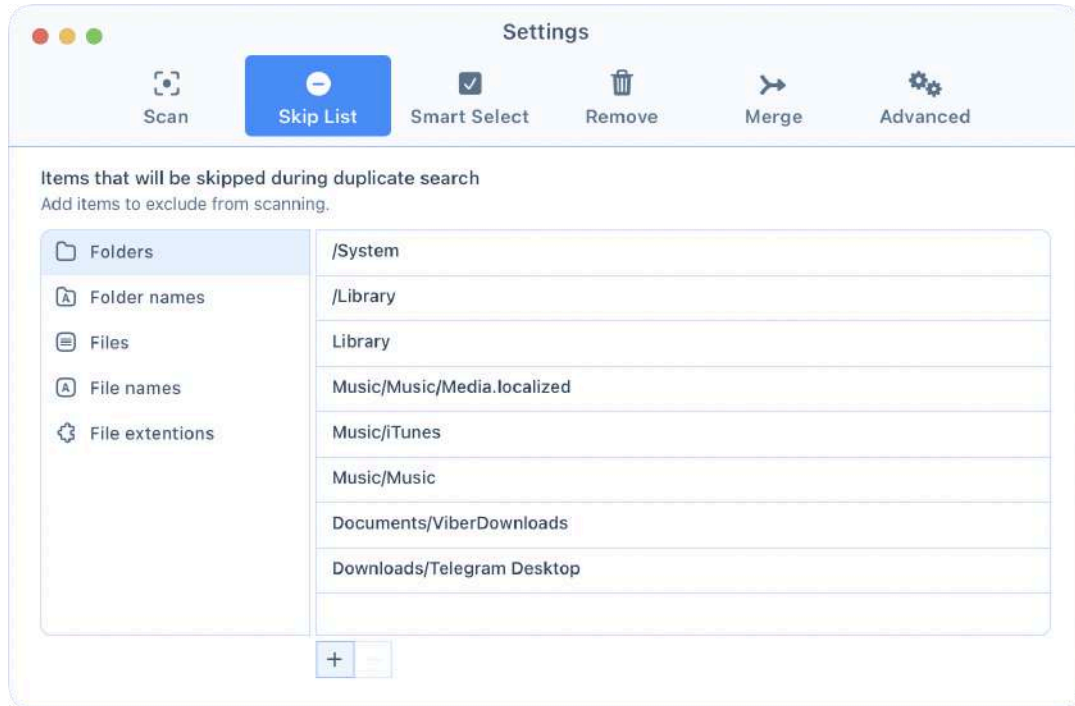 Settings
Scan
Skip List
Smart Select
Remove
Merge
Advanced
Items that will be skipped during duplicate search
Add items to exclude from scanning.
Folders
Folder names
Files
File names
File extentions
/System
/Library
Library
Music/Music/Media.localized
Music/iTunes
Music/Music
Documents/ViberDownloads
Downloads/Telegram Desktop